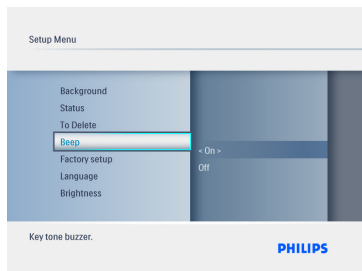 Setup Menu
Background
Status
To Delete
Beep
Factory setup
Language
Brightness
< On >
Off
Key tone buzzer.
PHILIPS